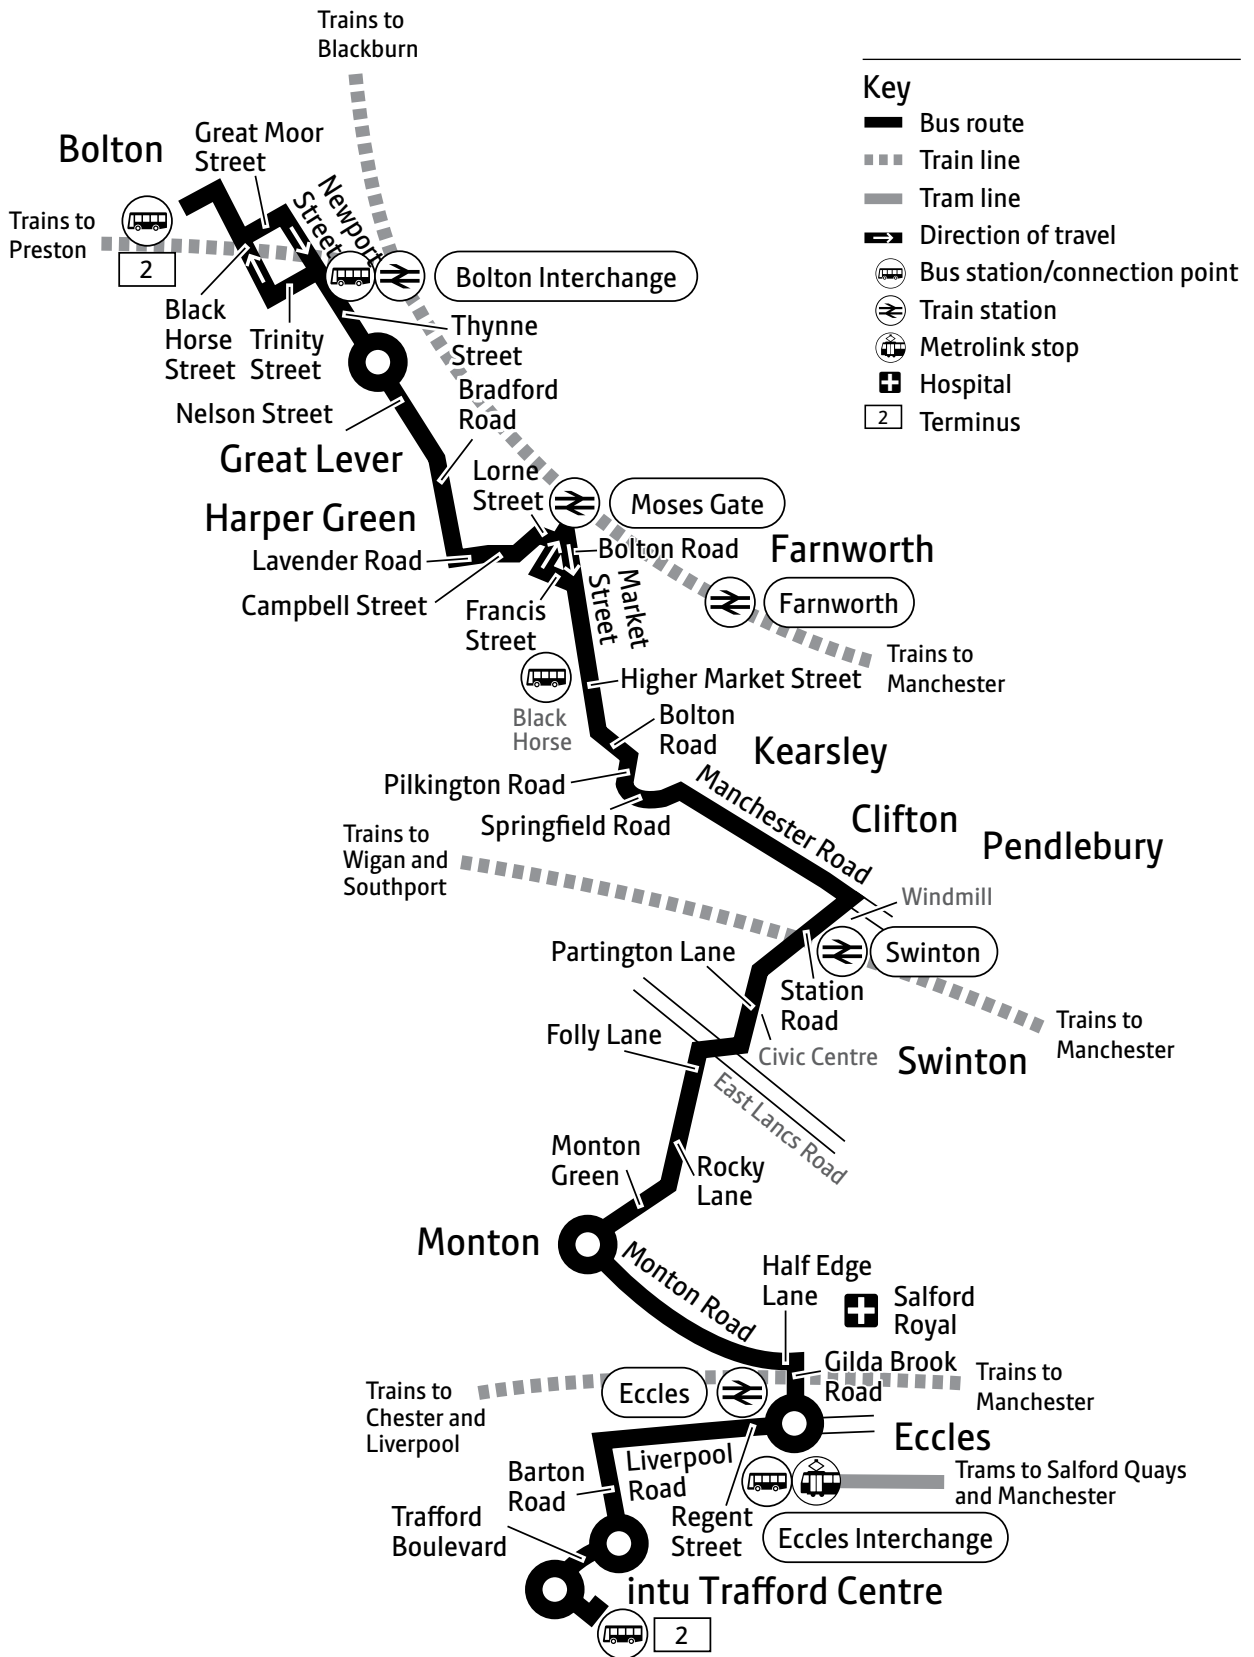 Trains to
Blackburn
Key
Bus route
Train line
Tram line
Direction of travel
Bus station/connection point
Train station
Metrolink stop
Hospital
2
Terminus
Bolton
Great Moor
Street
Newport
Street
Trains to
Preston
2
Bolton Interchange
Black
Horse
Street
Trinity
Street
Thynne
Street
Nelson Street
Bradford
Road
Great Lever
Lorne
Street
Moses Gate
Harper Green
Lavender Road
Bolton Road
Farnworth
Campbell Street
Francis
Street
Market
Street
Farnworth
Trains to
Manchester
Higher Market Street
Black
Horse
Bolton
Road
Kearsley
Pilkington Road
Springfield Road
Manchester Road
Clifton
Pendlebury
Trains to
Wigan and
Southport
Windmill
Swinton
Partington Lane
Station
Road
Trains to
Manchester
Folly Lane
Civic Centre
Swinton
East Lancs Road
Monton
Green
Rocky
Lane
Monton
Monton Road
Half Edge
Lane
Salford
Royal
Gilda Brook
Road
Trains to
Manchester
Eccles
Trains to
Chester and
Liverpool
Eccles
Liverpool
Road
Barton
Road
Trams to Salford Quays
and Manchester
Regent
Street
Trafford
Boulevard
Eccles Interchange
intu Trafford Centre
2